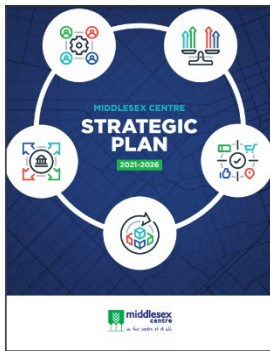 MIDDLESEX CENTRE
STRATEGIC
PLAN
2021-2026
middlesex
centre
in the centre of it all